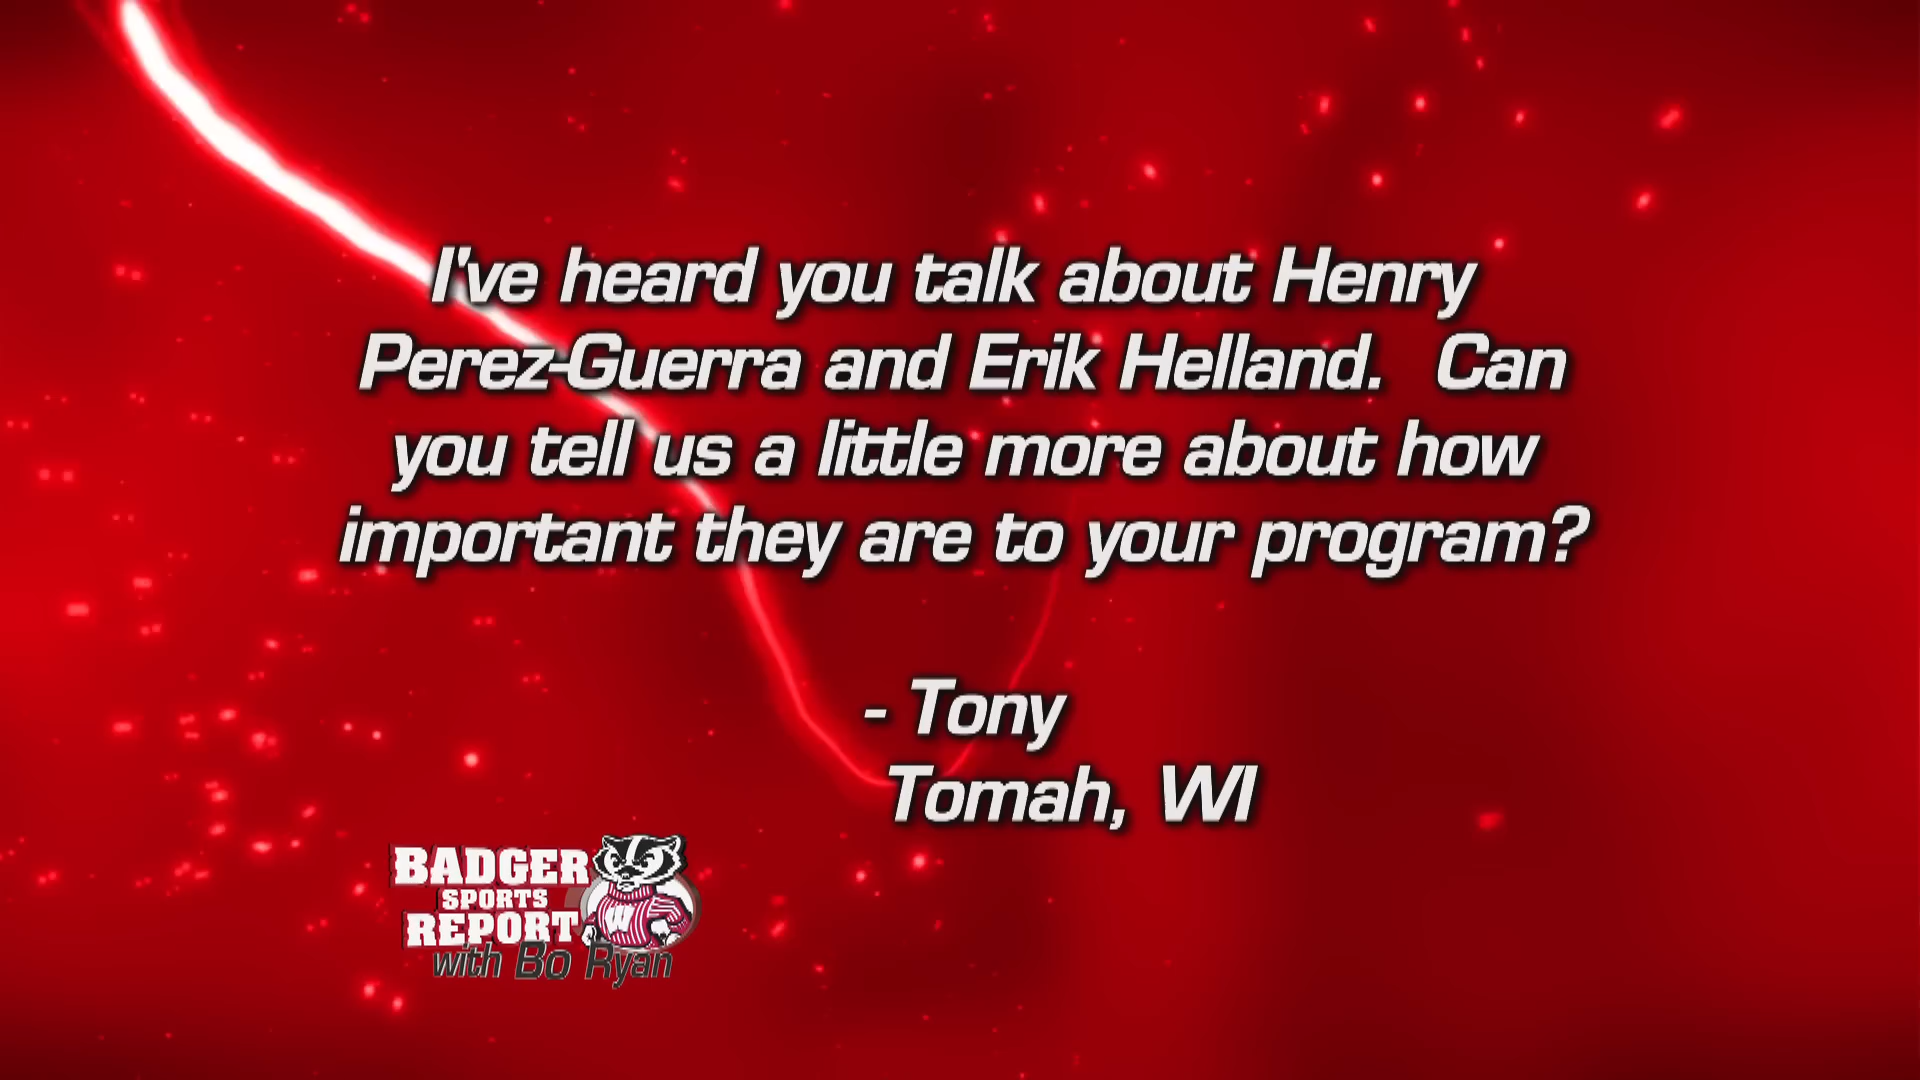 I've heard you talk about Henry
Perez-Guerra and Erik Helland. Can
you tell us a little more about how
important they are to your program?
- Tony
Tomah, WI
BADGER
SPORTS
REPORT
W
with Bo Ryan